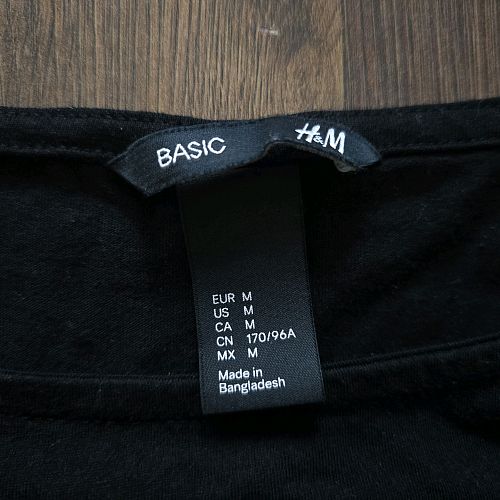 BASIC H&M
EUR M
US M
CA M
CN 170/96A
MX M
Made in
Bangladesh